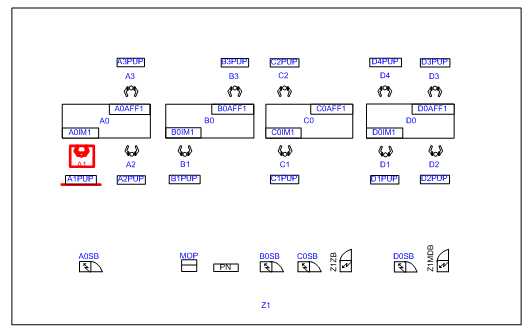 A3PUP B3PUP C2PUP D4PUP D3PUP
A3 B3 C2 D4 D3
A0AFF1 B0AFF1 C0AFF1 D0AFF1
A0 B0 C0 D0
A0IM1 B0IM1 C0IM1 D0IM1
A1 A2 B1 C1 D1 D2
A1PUP A2PUP B1PUP C1PUP D1PUP D2PUP
A0SB MOP PN B0SB C0SB Z1ZB D0SB Z1MDB
Z1